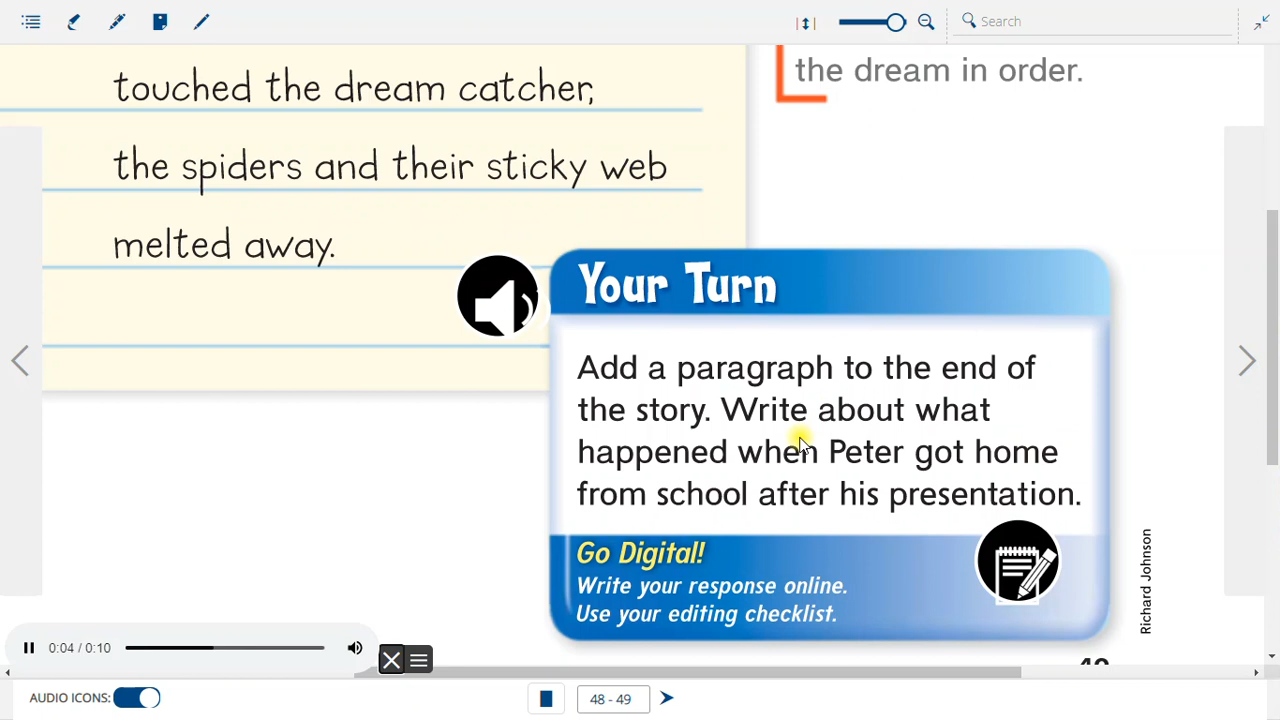 Search
the dream in order.
touched the dream catcher,
the spiders and their sticky web
melted away.
Your Turn
Add a paragraph to the end of
the story. Write about what
happened when Peter got home
from school after his presentation.
Go Digital!
Write your response online.
Use your editing checklist.
Richard Johnson
0:04 / 0:10
AUDIO ICONS:
48 - 49